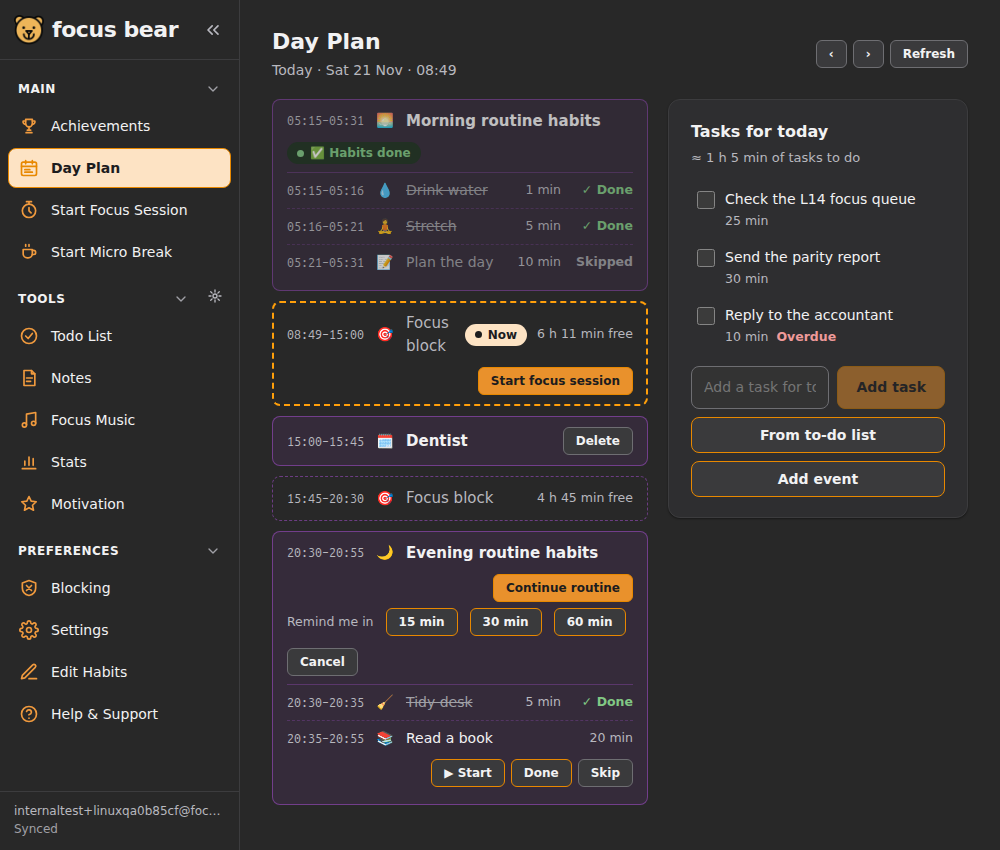 focus bear
MAIN
Achievements
Day Plan
Start Focus Session
Start Micro Break
TOOLS
Todo List
Notes
Focus Music
Stats
Motivation
PREFERENCES
Blocking
Settings
Edit Habits
Help & Support
internaltest+linuxqa0b85cf@foc...
Synced
Day Plan
Today · Sat 21 Nov · 08:49
‹ › Refresh
05:15–05:31 Morning routine habits
✅ Habits done
05:15–05:16 Drink water 1 min ✓ Done
05:16–05:21 Stretch 5 min ✓ Done
05:21–05:31 Plan the day 10 min Skipped
08:49–15:00 Focus block Now 6 h 11 min free
Start focus session
15:00–15:45 Dentist Delete
15:45–20:30 Focus block 4 h 45 min free
20:30–20:55 Evening routine habits
Continue routine
Remind me in 15 min 30 min 60 min
Cancel
20:30–20:35 Tidy desk 5 min ✓ Done
20:35–20:55 Read a book 20 min
▶ Start Done Skip
Tasks for today
≈ 1 h 5 min of tasks to do
Check the L14 focus queue
25 min
Send the parity report
30 min
Reply to the accountant
10 min Overdue
Add a task for to Add task
From to-do list
Add event